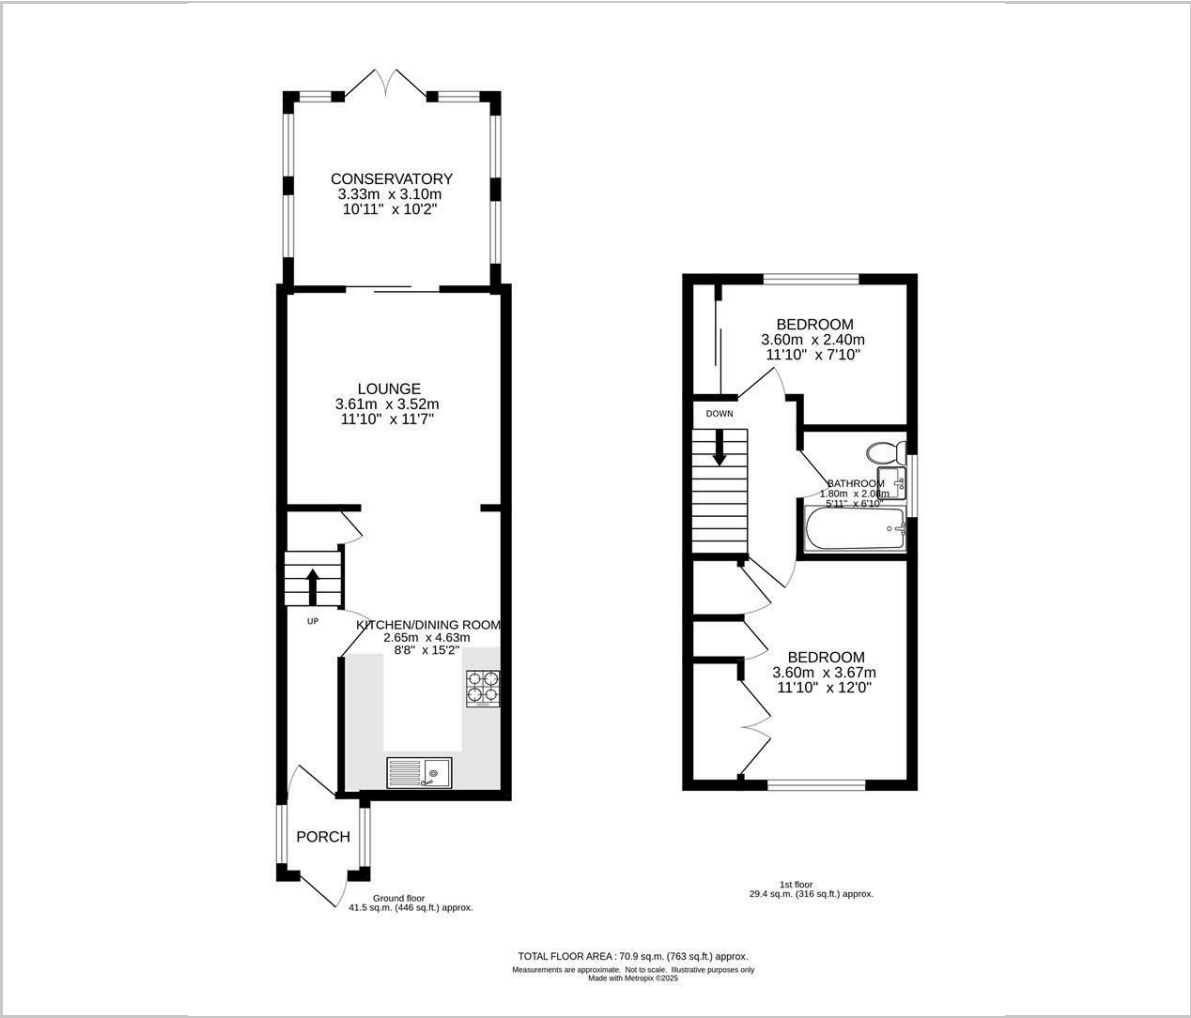 CONSERVATORY
3.33m x 3.10m
10'11" x 10'2"
LOUNGE
3.61m x 3.52m
11'10" x 11'7"
UP
KITCHEN/DINING ROOM
2.65m x 4.63m
8'8" x 15'2"
PORCH
Ground floor
41.5 sq.m. (446 sq.ft.) approx.
BEDROOM
3.60m x 2.40m
11'10" x 7'10"
DOWN
BATHROOM
1.80m x 2.08m
5'11" x 6'10"
BEDROOM
3.60m x 3.67m
11'10" x 12'0"
1st floor
29.4 sq.m. (316 sq.ft.) approx.
TOTAL FLOOR AREA : 70.9 sq.m. (763 sq.ft.) approx.
Measurements are approximate. Not to scale. Illustrative purposes only
Made with Metropix ©2025